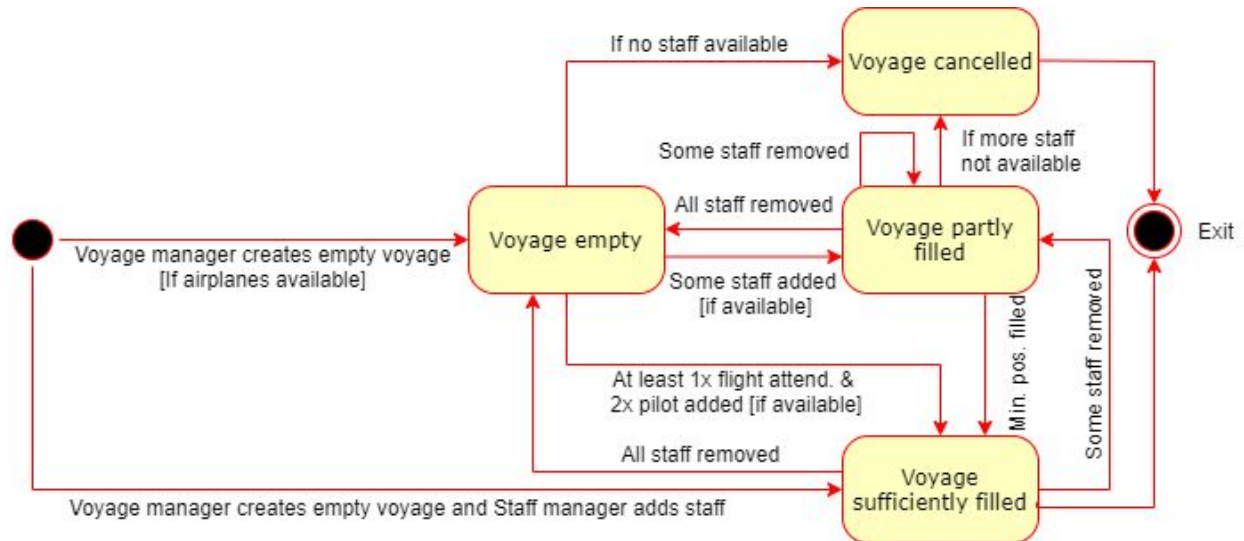 If no staff available
Voyage cancelled
Some staff removed
If more staff
not available
Voyage empty
All staff removed
Voyage partly
filled
Exit
Voyage manager creates empty voyage
[If airplanes available]
Some staff added
[if available]
Min. pos. filled
Some staff removed
At least 1x flight attend. &
2x pilot added [if available]
All staff removed
Voyage
sufficiently filled
Voyage manager creates empty voyage and Staff manager adds staff